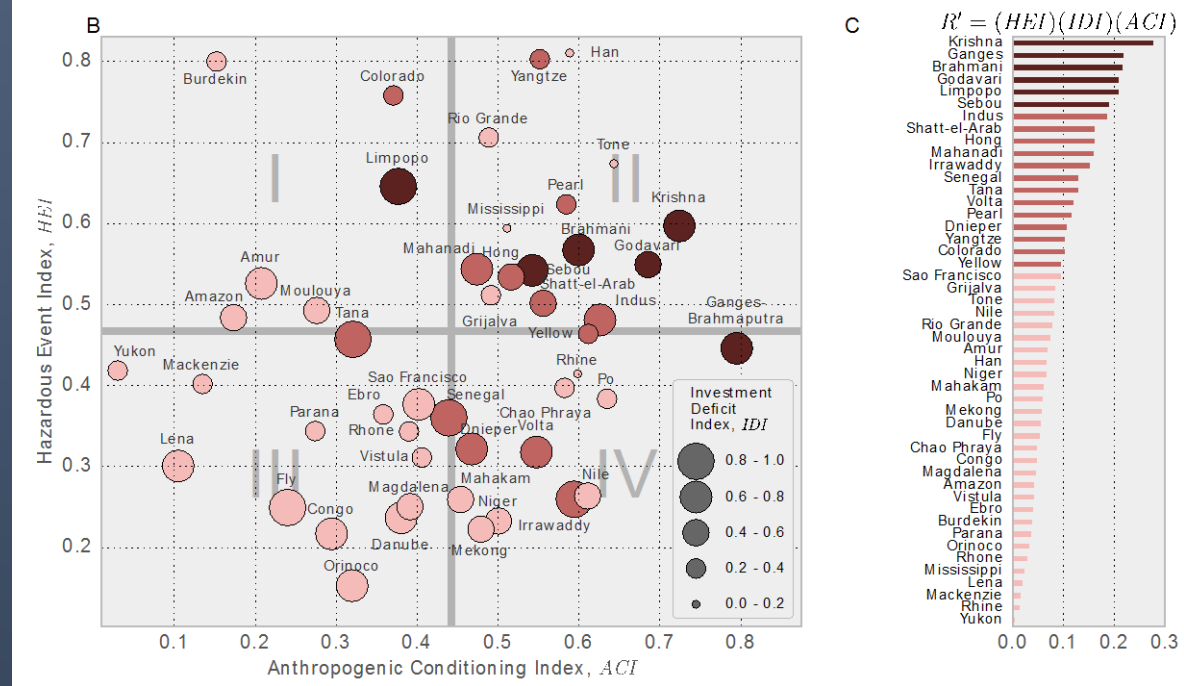 B
C
R′ = (HEI)(IDI)(ACI)
Hazardous Event Index, HEI
0.8
0.7
0.6
0.5
0.4
0.3
0.2
Burdekin
Colorado
Yangtze
Han
Rio Grande
Tone
Limpopo
I
II
Pearl
Krishna
Mississippi
Brahmani
Mahanadi
Hong
Godavari
Amur
Sebou
Shatt-el-Arab
Amazon
Moulouya
Indus
Ganges-
Brahmaputra
Tana
Grijalva
Yellow
Yukon
Mackenzie
Rhine
Po
Sao Francisco
Ebro
Senegal
Parana
Chao Phraya
Rhone
Dnieper
Volta
Lena
Vistula
III
IV
Fly
Magdalena
Mahakam
Nile
Congo
Niger
Irrawaddy
Danube
Mekong
Orinoco
Investment
Deficit
Index, IDI
0.8 - 1.0
0.6 - 0.8
0.4 - 0.6
0.2 - 0.4
0.0 - 0.2
0.1 0.2 0.3 0.4 0.5 0.6 0.7 0.8
Anthropogenic Conditioning Index, ACI
Krishna
Ganges
Brahmani
Godavari
Limpopo
Sebou
Indus
Shatt-el-Arab
Hong
Mahanadi
Irrawaddy
Senegal
Tana
Volta
Pearl
Dnieper
Yangtze
Colorado
Yellow
Sao Francisco
Grijalva
Tone
Nile
Rio Grande
Moulouya
Amur
Han
Niger
Mahakam
Po
Mekong
Danube
Fly
Chao Phraya
Congo
Magdalena
Amazon
Vistula
Ebro
Burdekin
Parana
Orinoco
Rhone
Mississippi
Lena
Mackenzie
Rhine
Yukon
0.0 0.1 0.2 0.3